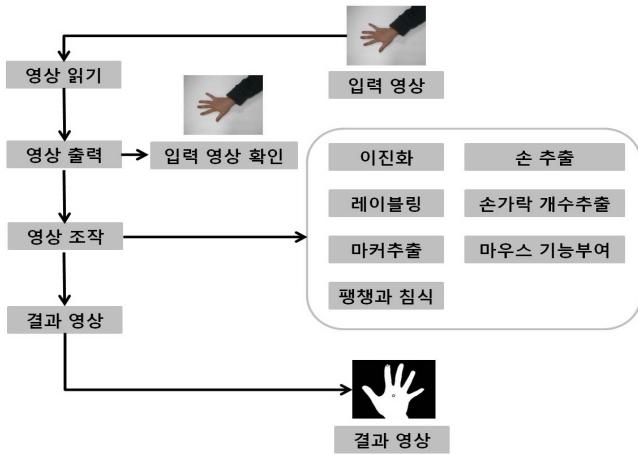 영상 읽기
입력 영상
영상 출력
입력 영상 확인
이진화
손 추출
레이블링
손가락 개수추출
영상 조작
마커추출
마우스 기능부여
팽챙과 침식
결과 영상
결과 영상